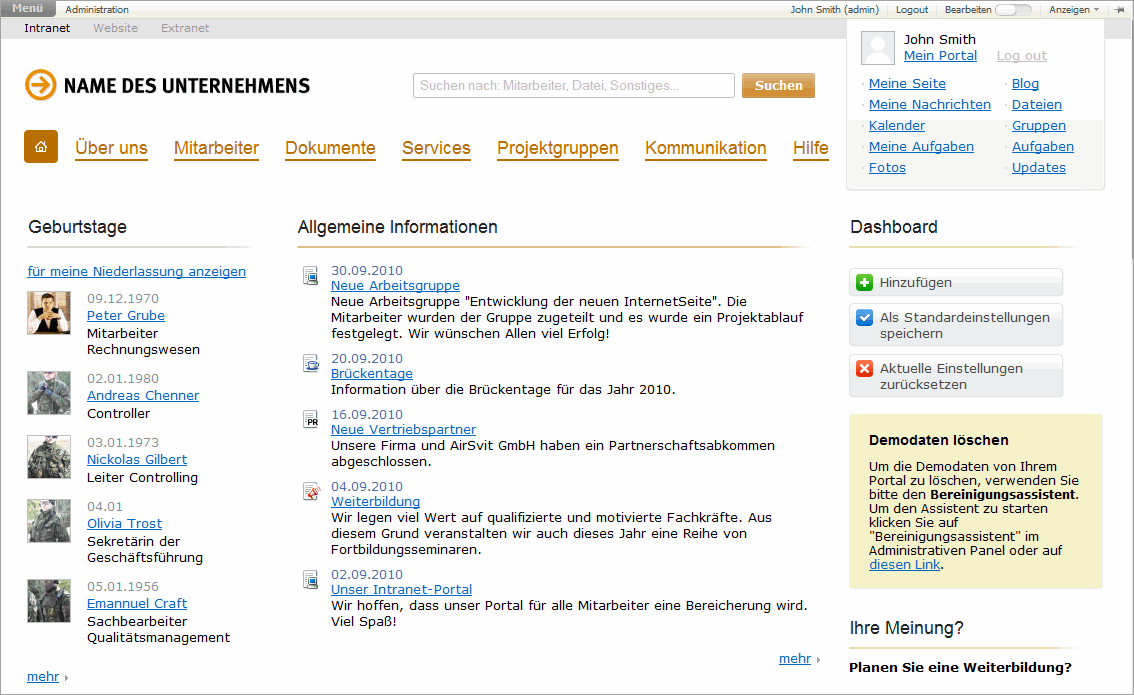 Menü Administration John Smith (admin) Logout Bearbeiten Anzeigen
Intranet Website Extranet
John Smith
Mein Portal Log out
Meine Seite Blog
Meine Nachrichten Dateien
Kalender Gruppen
Meine Aufgaben Aufgaben
Fotos Updates
NAME DES UNTERNEHMENS
Suchen nach: Mitarbeiter, Datei, Sonstiges... Suchen
Über uns Mitarbeiter Dokumente Services Projektgruppen Kommunikation Hilfe
Geburtstage
für meine Niederlassung anzeigen
09.12.1970
Peter Grube
Mitarbeiter
Rechnungswesen
02.01.1980
Andreas Chenner
Controller
03.01.1973
Nickolas Gilbert
Leiter Controlling
04.01
Olivia Trost
Sekretärin der
Geschäftsführung
05.01.1956
Emannuel Craft
Sachbearbeiter
Qualitätsmanagement
mehr
Allgemeine Informationen
30.09.2010
Neue Arbeitsgruppe
Neue Arbeitsgruppe "Entwicklung der neuen InternetSeite". Die
Mitarbeiter wurden der Gruppe zugeteilt und es wurde ein Projektablauf
festgelegt. Wir wünschen Allen viel Erfolg!
20.09.2010
Brückentage
Information über die Brückentage für das Jahr 2010.
PR
16.09.2010
Neue Vertriebspartner
Unsere Firma und AirSvit GmbH haben ein Partnerschaftsabkommen
abgeschlossen.
04.09.2010
Weiterbildung
Wir legen viel Wert auf qualifizierte und motivierte Fachkräfte. Aus
diesem Grund veranstalten wir auch dieses Jahr eine Reihe von
Fortbildungsseminaren.
02.09.2010
Unser Intranet-Portal
Wir hoffen, dass unser Portal für alle Mitarbeiter eine Bereicherung wird.
Viel Spaß!
mehr
Dashboard
Hinzufügen
Als Standardeinstellungen
speichern
Aktuelle Einstellungen
zurücksetzen
Demodaten löschen
Um die Demodaten von Ihrem
Portal zu löschen, verwenden Sie
bitte den Bereinigungsassistent.
Um den Assistent zu starten
klicken Sie auf
"Bereinigungsassistent" im
Administrativen Panel oder auf
diesen Link.
Ihre Meinung?
Planen Sie eine Weiterbildung?